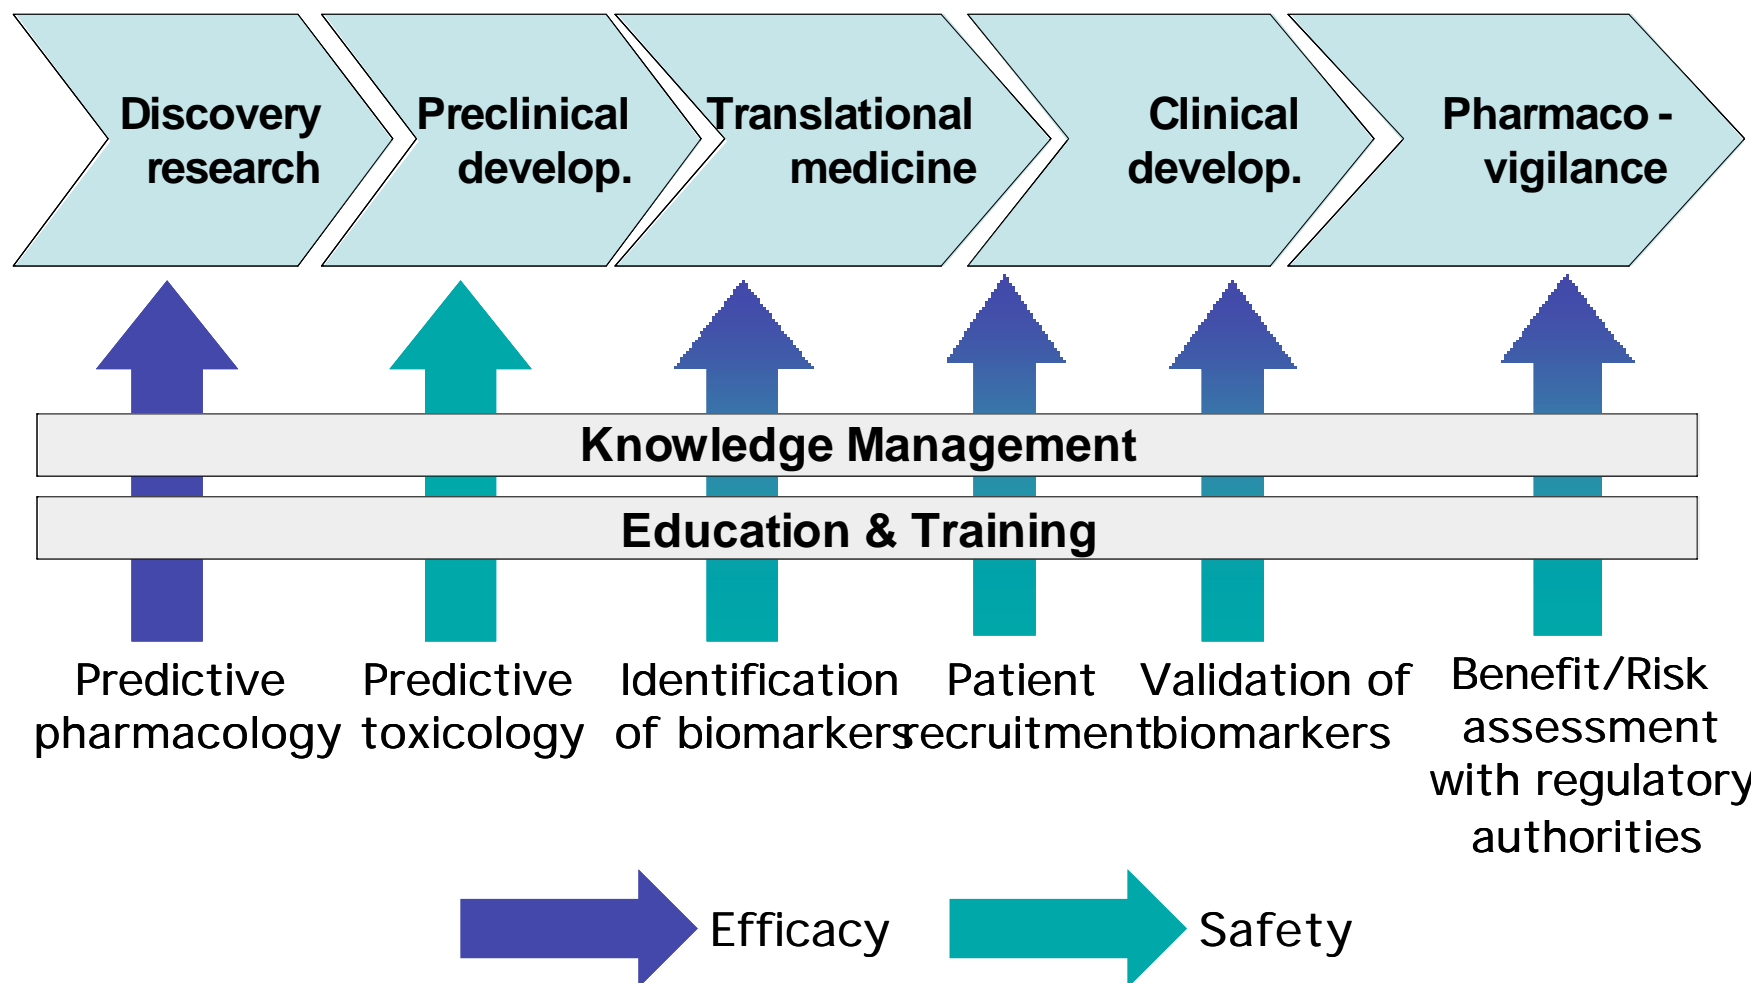 Discovery
research
Preclinical
develop.
Translational
medicine
Clinical
develop.
Pharmaco -
vigilance
Knowledge Management
Education & Training
Predictive
pharmacology
Predictive
toxicology
Identification
of biomarkers
Patient
recruitment
Validation of
biomarkers
Benefit/Risk
assessment
with regulatory
authorities
Efficacy
Safety